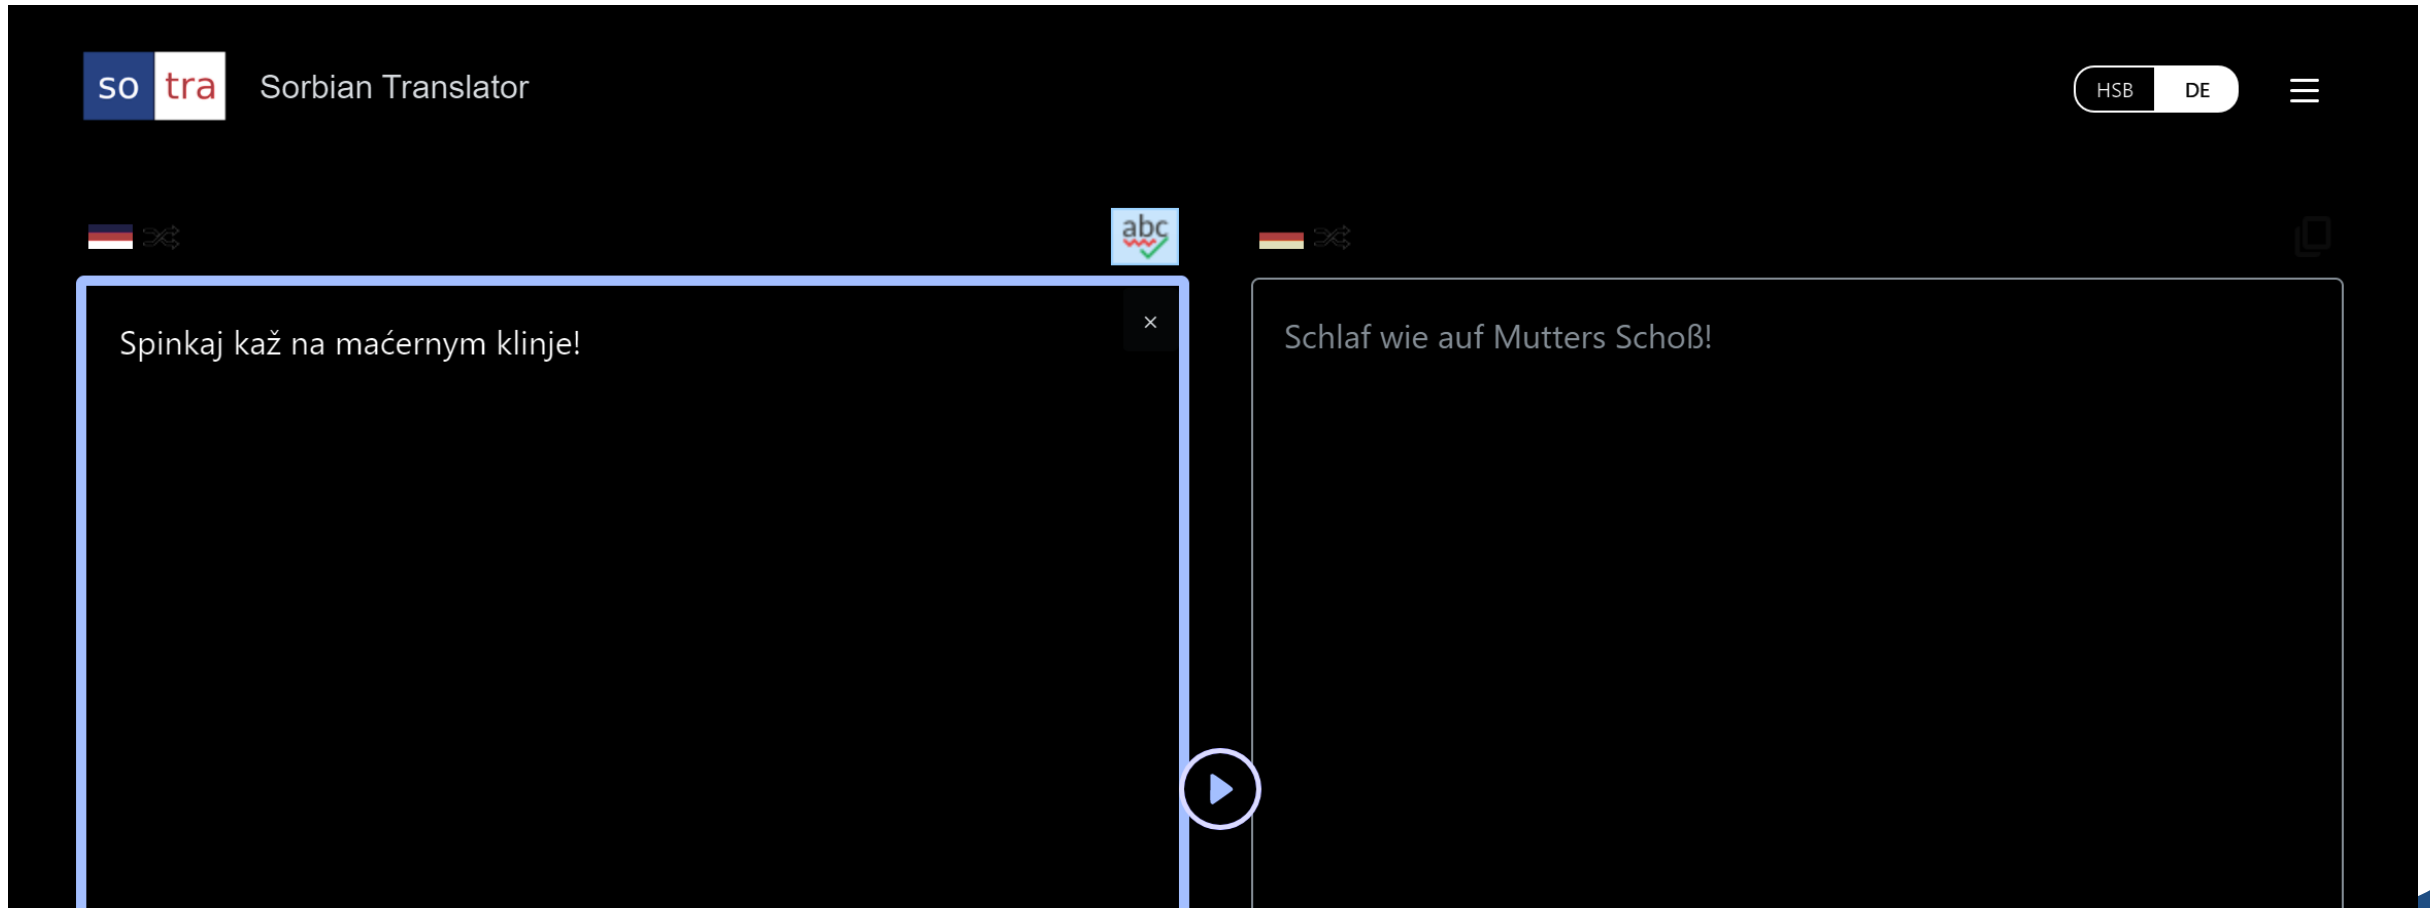 so tra Sorbian Translator HSB DE
abc
Spinkaj kaž na maćernym klinje!
×
Schlaf wie auf Mutters Schoß!